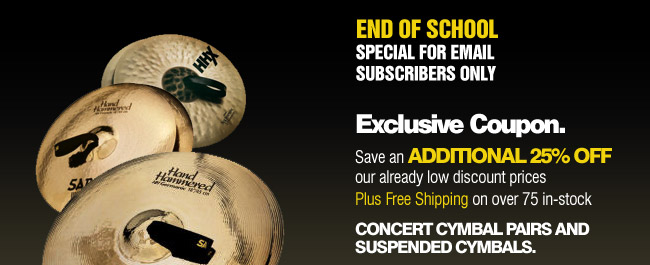 END OF SCHOOL
SPECIAL FOR EMAIL
SUBSCRIBERS ONLY
Exclusive Coupon.
Save an ADDITIONAL 25% OFF
our already low discount prices
Plus Free Shipping on over 75 in-stock
CONCERT CYMBAL PAIRS AND
SUSPENDED CYMBALS.
HHX
Hand
Hammered
Hand
Hammered